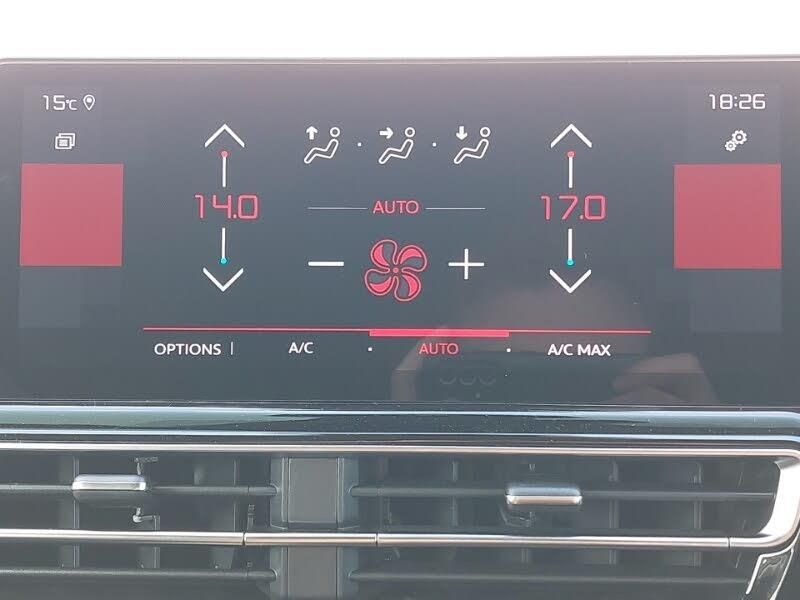 15°C 18:26
14.0 AUTO 17.0
OPTIONS | A/C · AUTO · A/C MAX